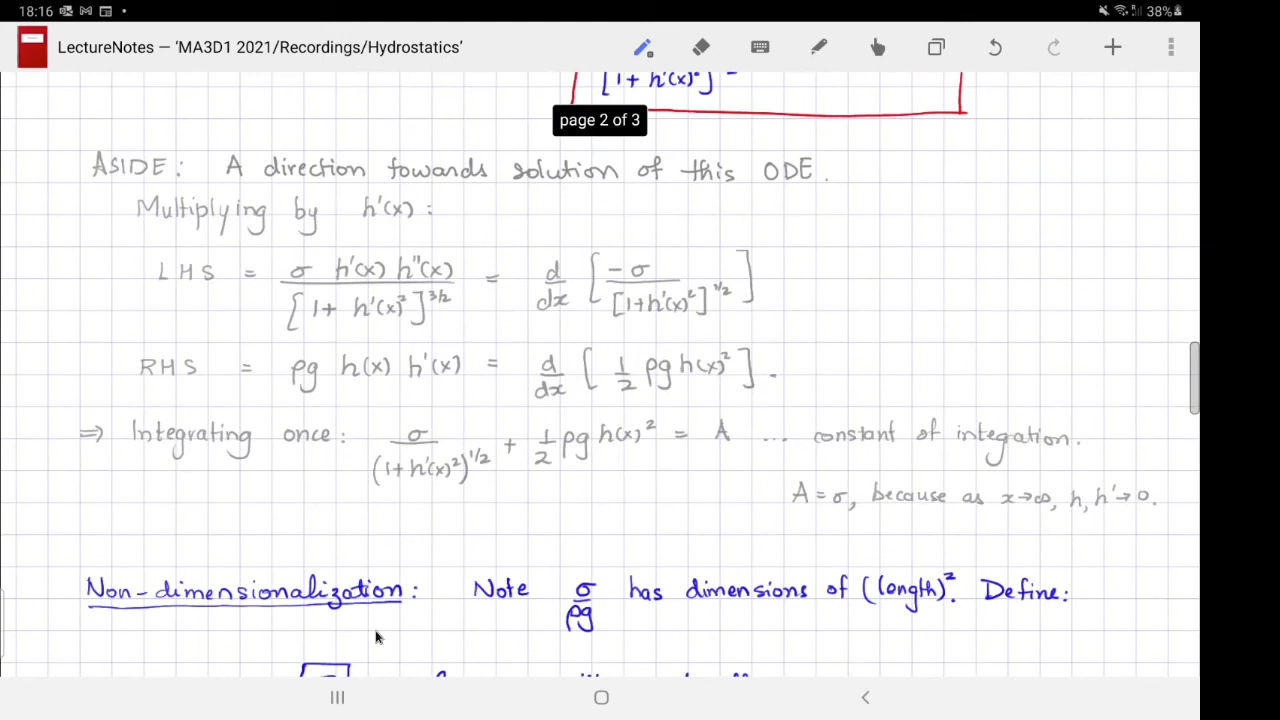 18:16 38%
LectureNotes — ‘MA3D1 2021/Recordings/Hydrostatics’
[1 + h'(x)²]
page 2 of 3
ASIDE: A direction towards solution of this ODE.
Multiplying by h'(x):
LHS = σ h'(x) h''(x) / [1 + h'(x)²]^3/2 = d/dx [ -σ / [1+h'(x)²]^1/2 ]
RHS = ρg h(x) h'(x) = d/dx [ 1/2 ρg h(x)² ].
⇒ Integrating once: σ / (1+h'(x)²)^1/2 + 1/2 ρg h(x)² = A ... constant of integration.
A = σ, because as x→∞, h, h'→0.
Non-dimensionalization: Note σ/ρg has dimensions of (length)². Define: